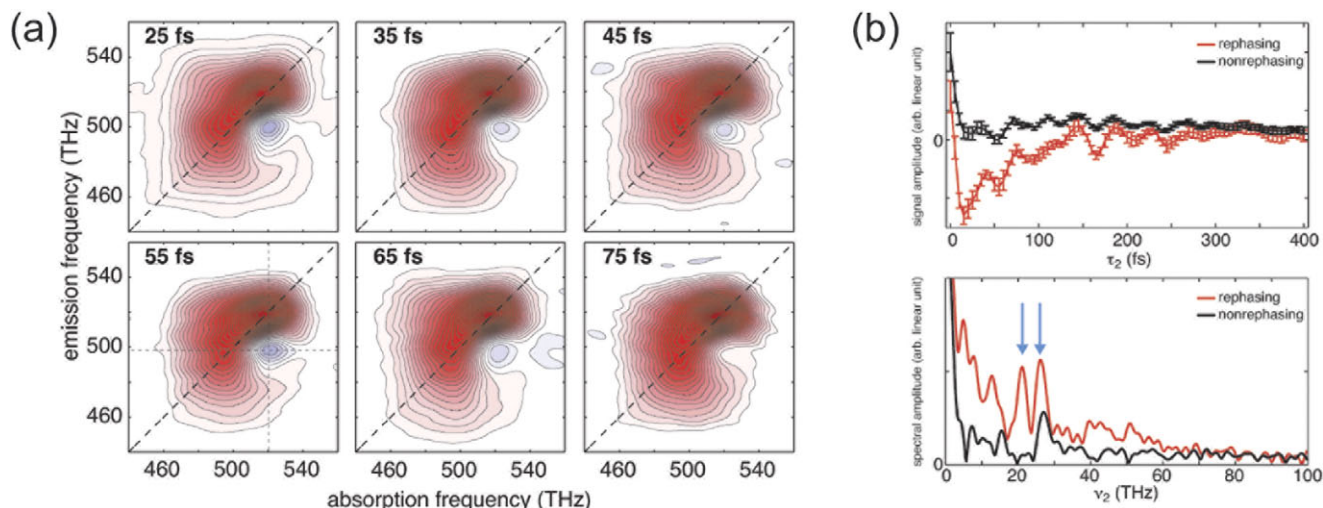 (a)
25 fs
35 fs
45 fs
55 fs
65 fs
75 fs
540
500
460
540
500
460
emission frequency (THz)
460 500 540
460 500 540
460 500 540
absorption frequency (THz)
(b)
rephasing
nonrephasing
signal amplitude (arb. linear unit)
0
0 100 200 300 400
τ2 (fs)
rephasing
nonrephasing
spectral amplitude (arb. linear unit)
0
0 20 40 60 80 100
ν2 (THz)